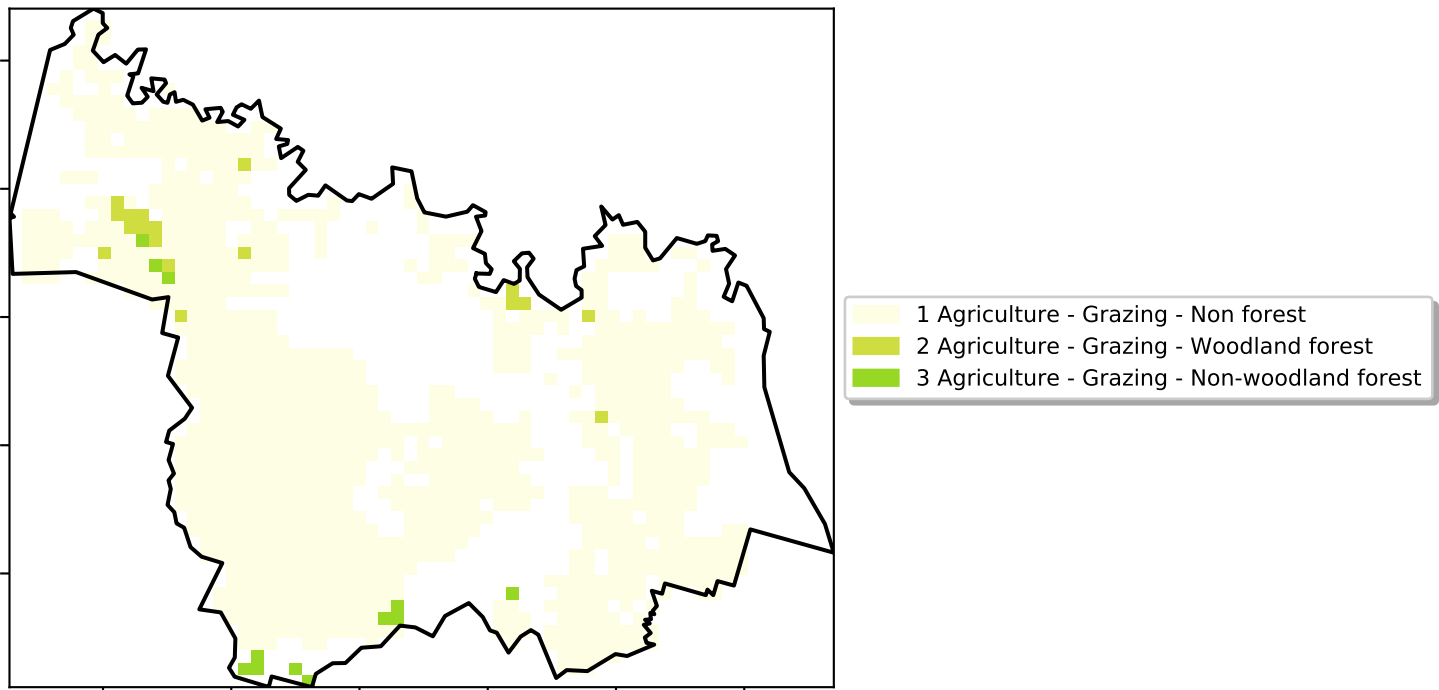 1 Agriculture - Grazing - Non forest
2 Agriculture - Grazing - Woodland forest
3 Agriculture - Grazing - Non-woodland forest